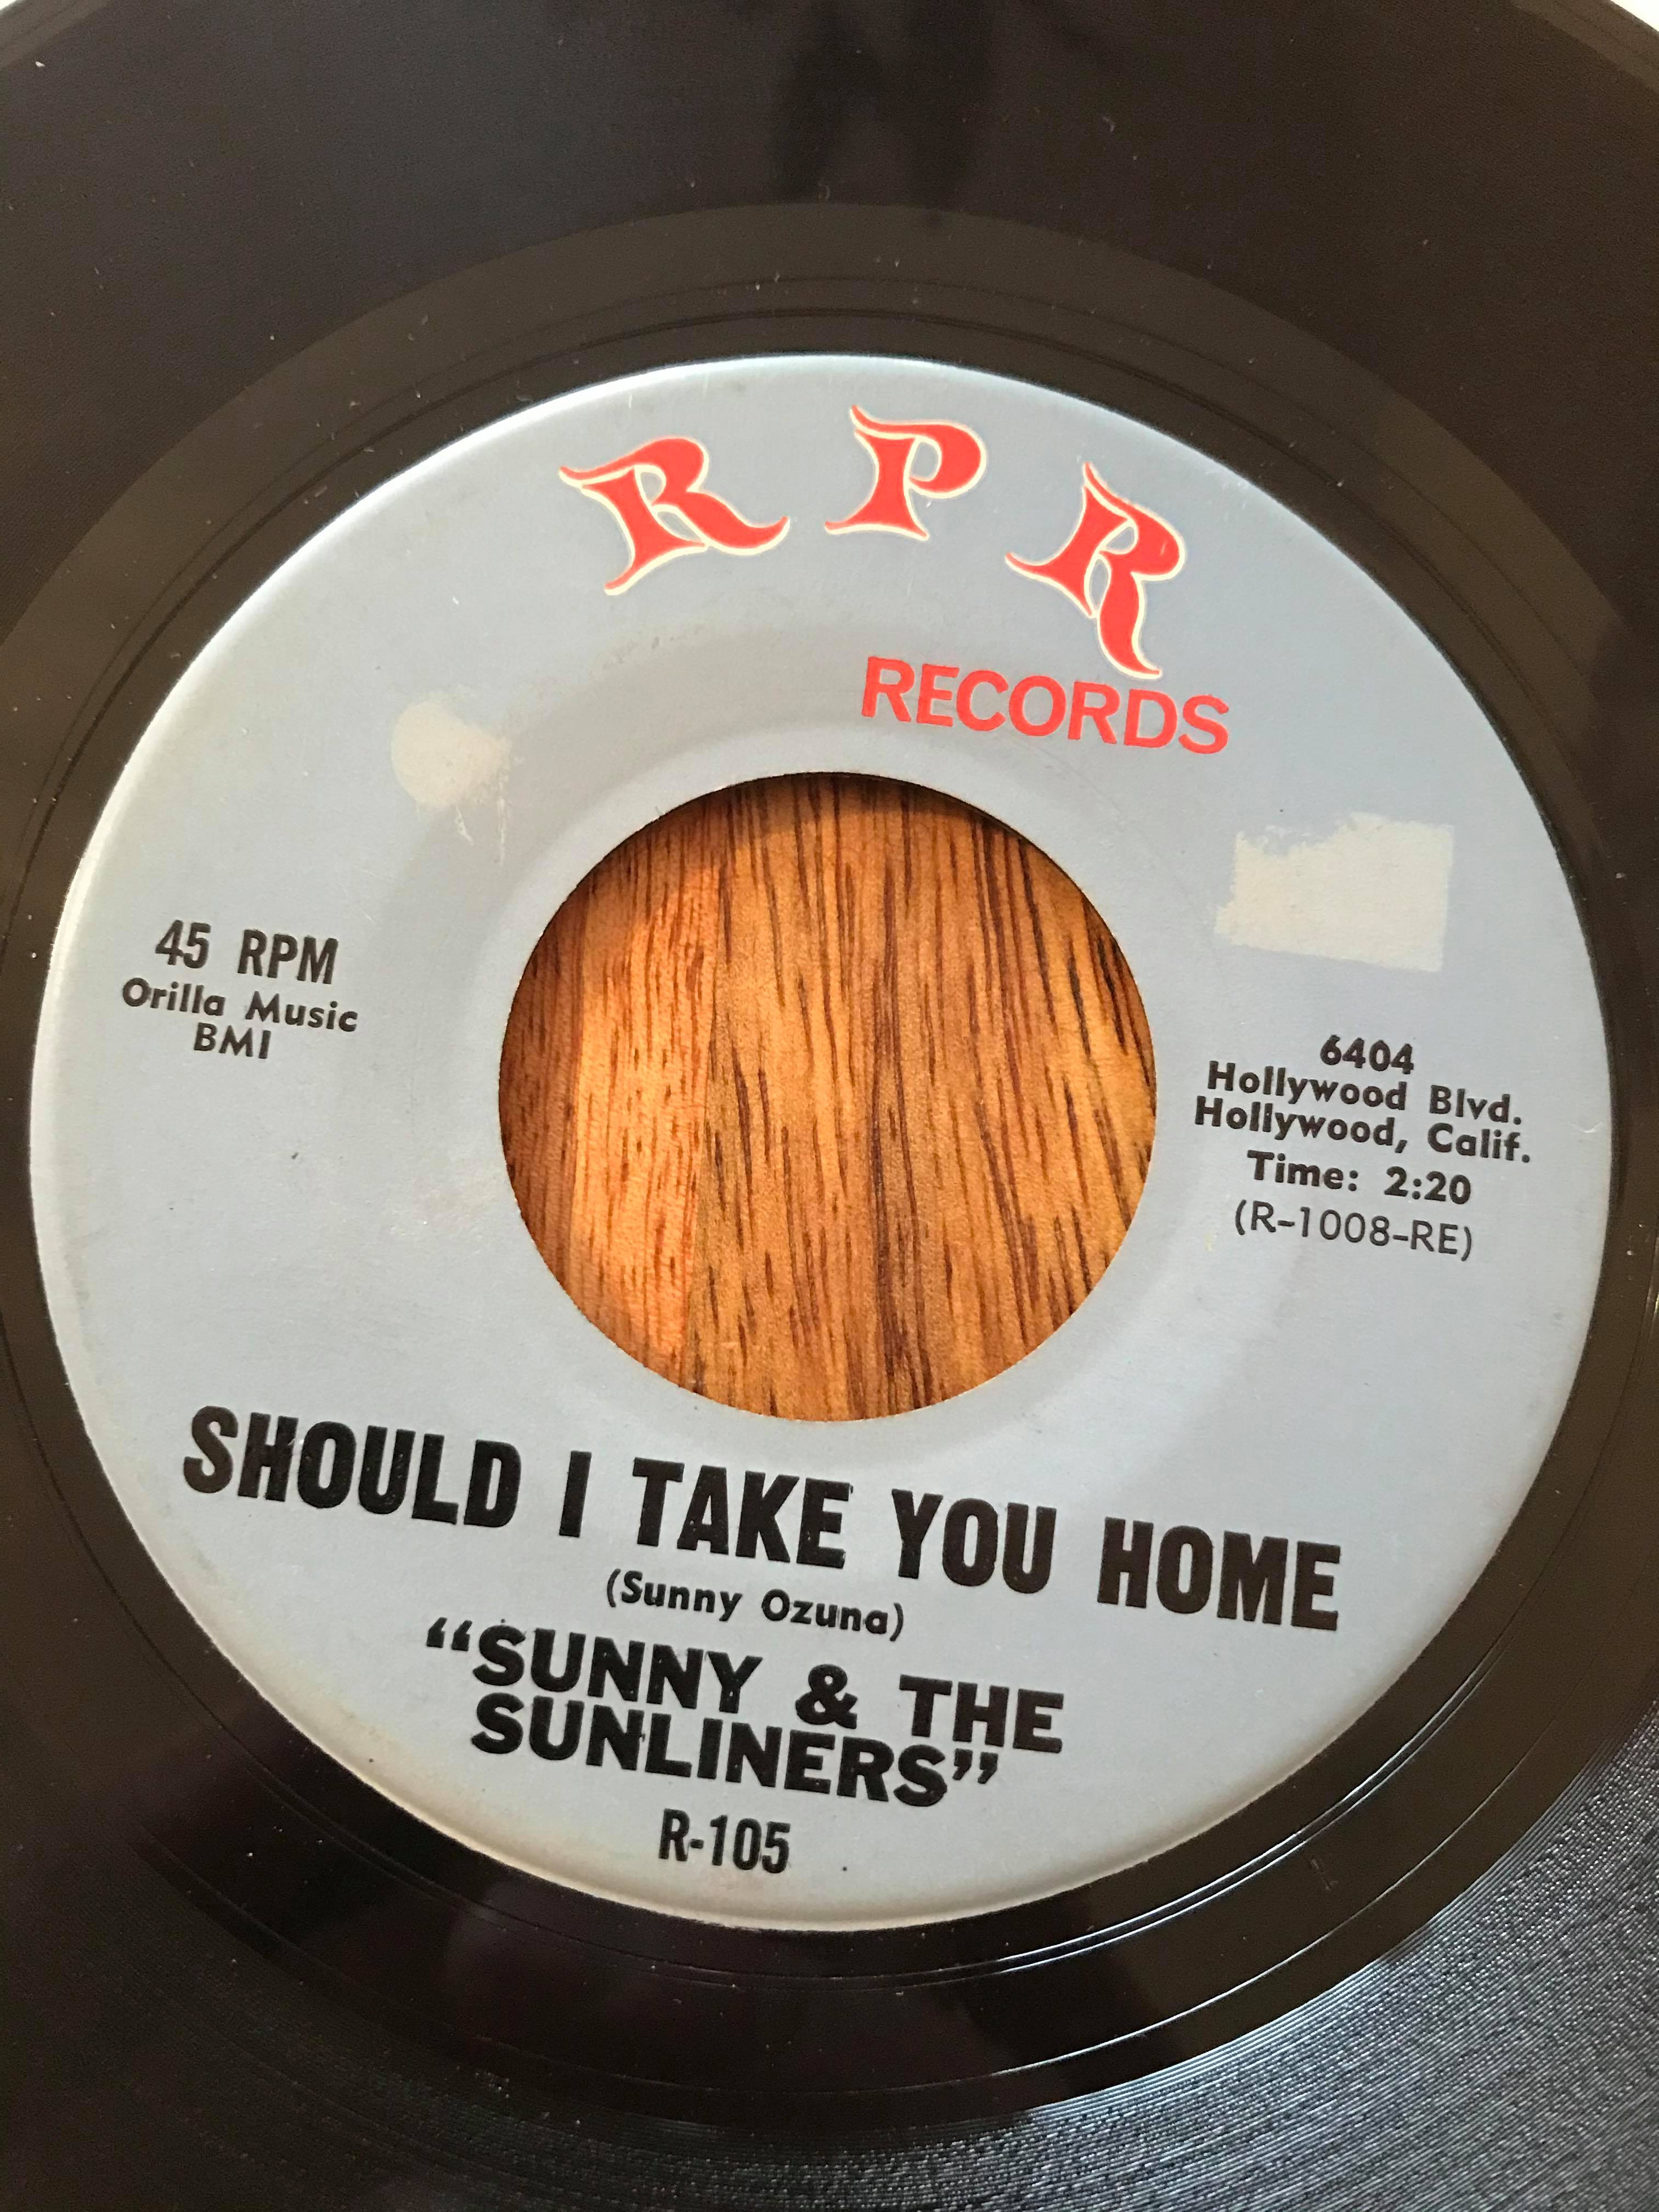 RPR
RECORDS
45 RPM
Orilla Music
BMI
6404
Hollywood Blvd.
Hollywood, Calif.
Time: 2:20
(R-1008-RE)
SHOULD I TAKE YOU HOME
(Sunny Ozuna)
“SUNNY & THE
SUNLINERS”
R-105